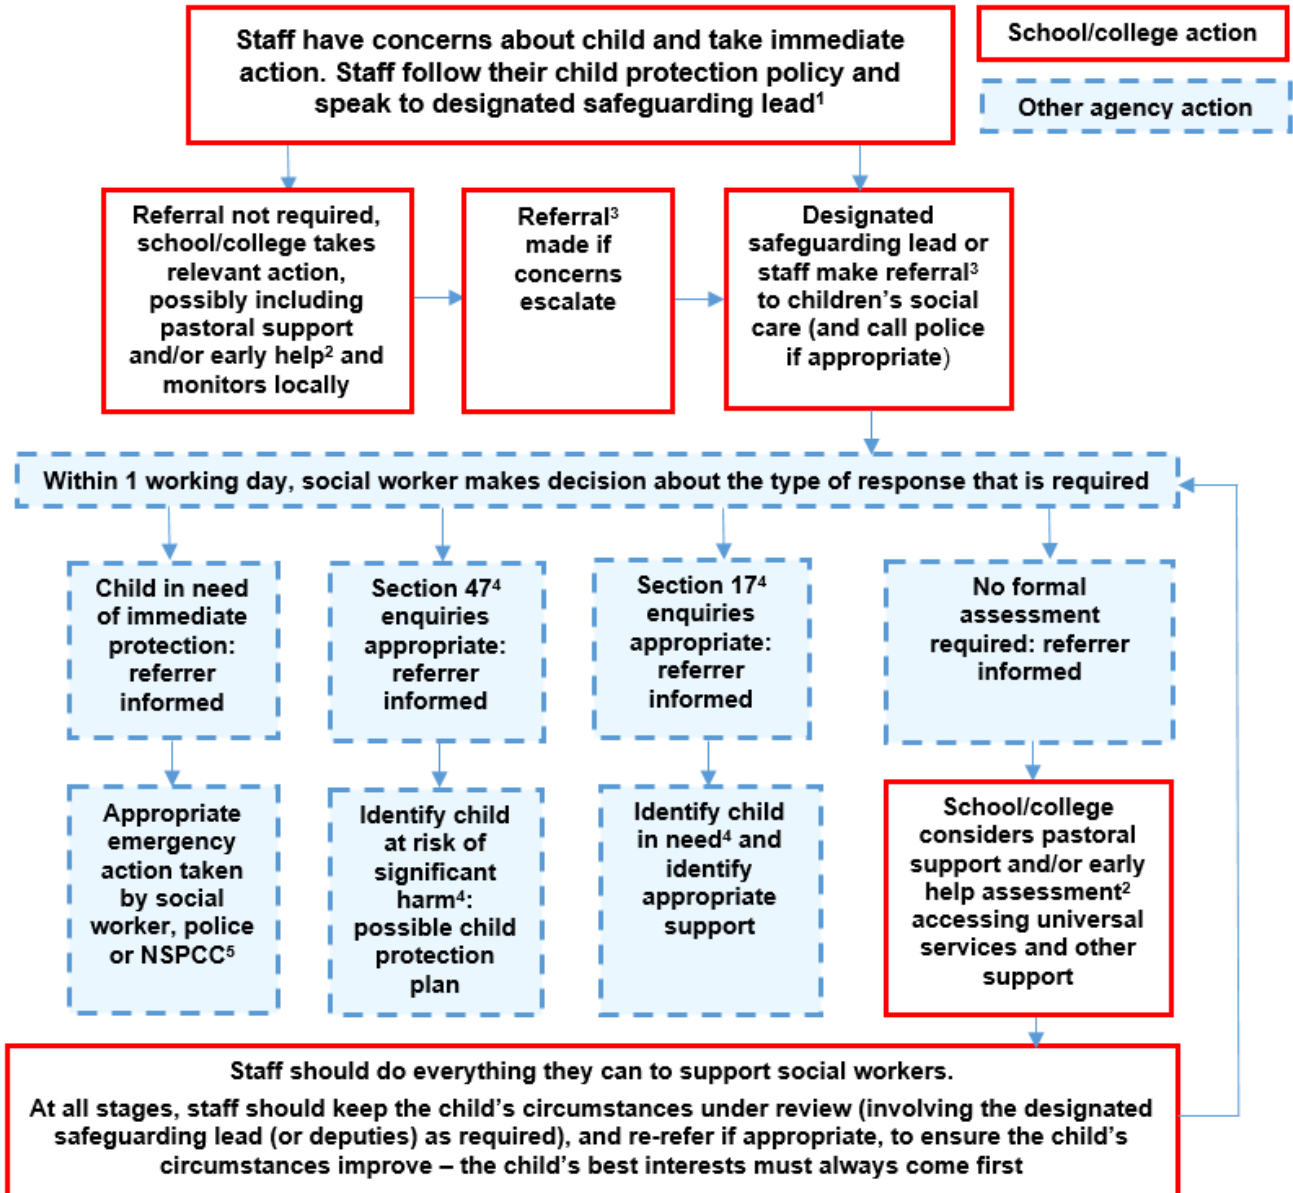 Staff have concerns about child and take immediate
action. Staff follow their child protection policy and
speak to designated safeguarding lead¹
School/college action
Other agency action
Referral not required,
school/college takes
relevant action,
possibly including
pastoral support
and/or early help² and
monitors locally
Referral³
made if
concerns
escalate
Designated
safeguarding lead or
staff make referral³
to children’s social
care (and call police
if appropriate)
Within 1 working day, social worker makes decision about the type of response that is required
Child in need
of immediate
protection:
referrer
informed
Section 47⁴
enquiries
appropriate:
referrer
informed
Section 17⁴
enquiries
appropriate:
referrer
informed
No formal
assessment
required: referrer
informed
Appropriate
emergency
action taken
by social
worker, police
or NSPCC⁵
Identify child
at risk of
significant
harm⁴:
possible child
protection
plan
Identify child
in need⁴ and
identify
appropriate
support
School/college
considers pastoral
support and/or early
help assessment²
accessing universal
services and other
support
Staff should do everything they can to support social workers.
At all stages, staff should keep the child’s circumstances under review (involving the designated
safeguarding lead (or deputies) as required), and re-refer if appropriate, to ensure the child’s
circumstances improve – the child’s best interests must always come first